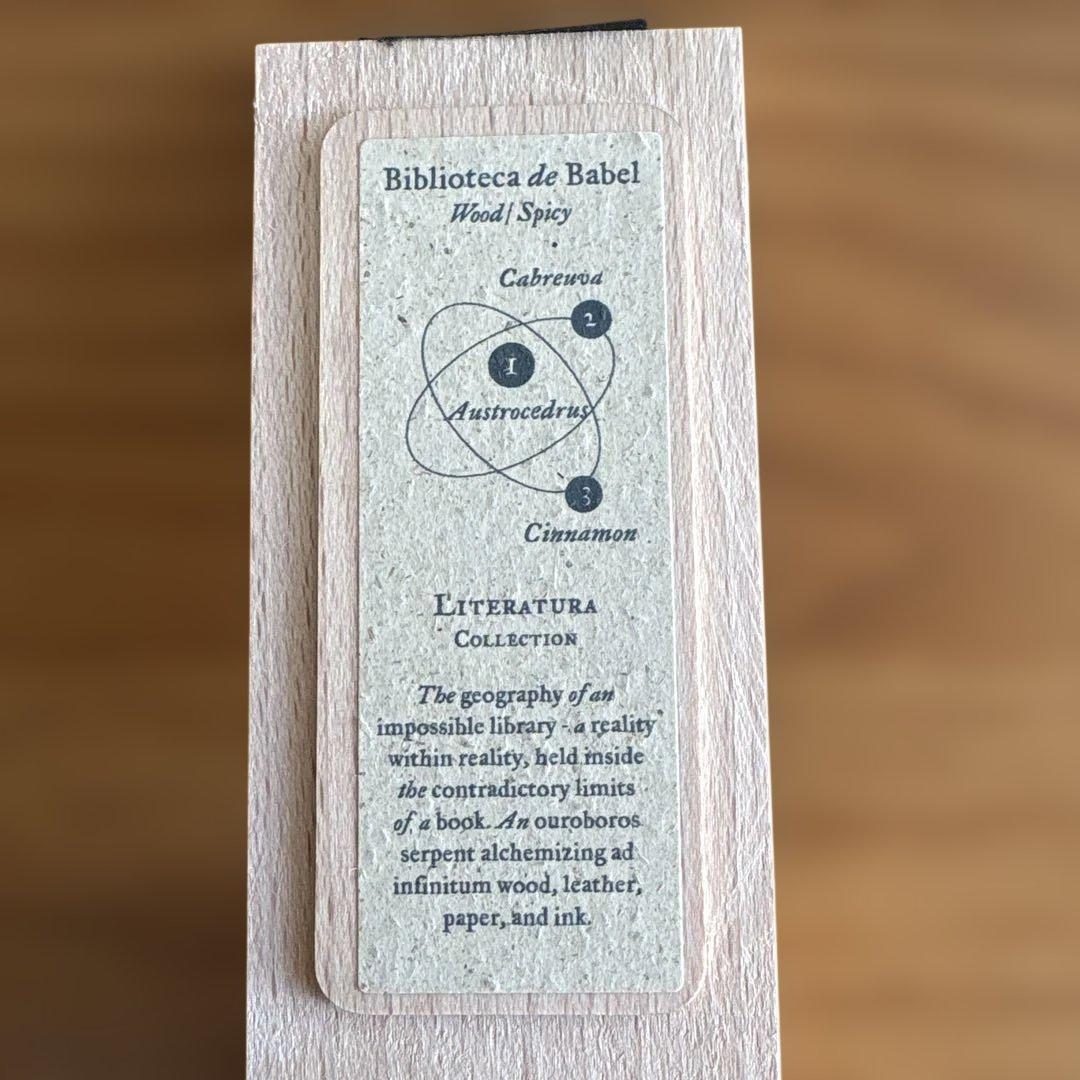 Biblioteca de Babel
Wood/ Spicy
Cabreuva
2
1
Austrocedrus
3
Cinnamon
LITERATURA
COLLECTION
The geography of an
impossible library - a reality
within reality, held inside
the contradictory limits
of a book. An ouroboros
serpent alchemizing ad
infinitum wood, leather,
paper, and ink.